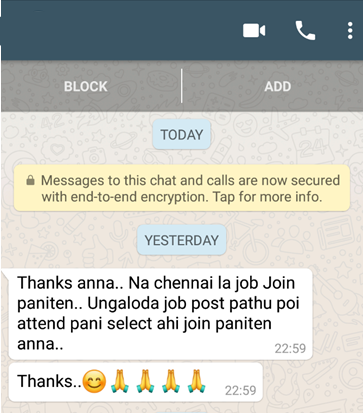 BLOCK
ADD
TODAY
Messages to this chat and calls are now secured
with end-to-end encryption. Tap for more info.
YESTERDAY
Thanks anna.. Na chennai la job Join
paniten.. Ungaloda job post pathu poi
attend pani select ahi join paniten
anna..
22:59
Thanks..😊🙏🙏🙏🙏
22:59